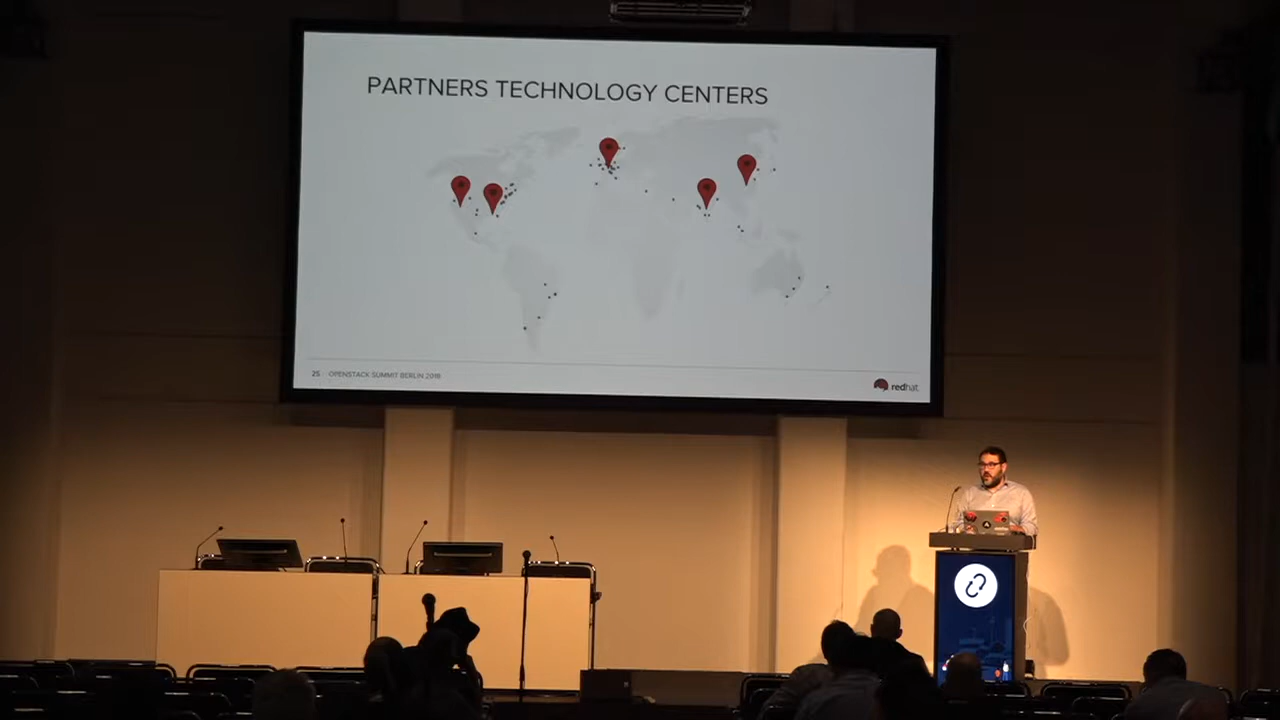 PARTNERS TECHNOLOGY CENTERS
25 OPENSTACK SUMMIT BERLIN 2018
redhat